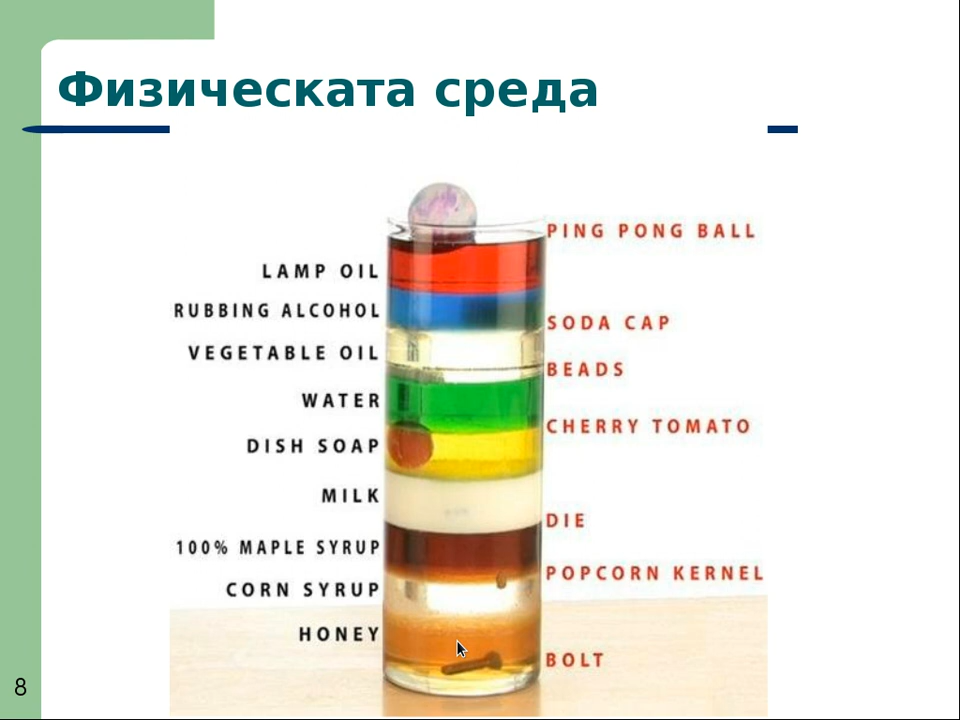 Физическата среда
PING PONG BALL
LAMP OIL
RUBBING ALCOHOL
SODA CAP
VEGETABLE OIL
BEADS
WATER
CHERRY TOMATO
DISH SOAP
MILK
DIE
100% MAPLE SYRUP
POPCORN KERNEL
CORN SYRUP
HONEY
BOLT
8